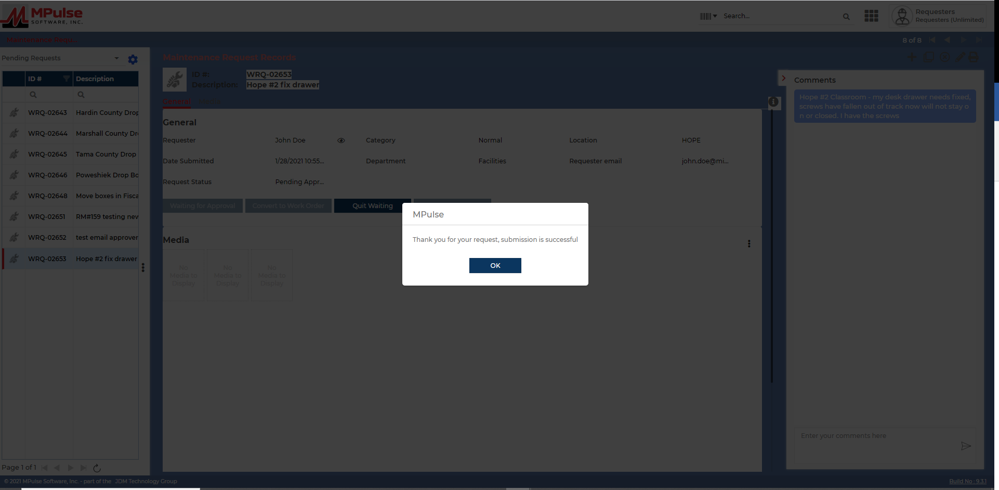 MPulse
SOFTWARE, INC.
Search...
Requesters
Requesters (Unlimited)
Maintenance Requ...
8 of 8
Pending Requests
ID #
Description
WRQ-02643
Hardin County Drop
WRQ-02644
Marshall County Dr
WRQ-02645
Tama County Drop
WRQ-02646
Poweshiek Drop Bo
WRQ-02648
Move boxes in Fisca
WRQ-02651
RM#159 testing new
WRQ-02652
test email approver
WRQ-02653
Hope #2 fix drawer
Page 1 of 1
Maintenance Request Records
ID #:
WRQ-02653
Description:
Hope #2 fix drawer
General
General
Requester
John Doe
Category
Normal
Location
HOPE
Date Submitted
1/28/2021 10:55...
Department
Facilities
Requester email
john.doe@mi...
Request Status
Pending Appr...
Waiting for Approval
Convert to Work Order
Quit Waiting
Media
No
Media to
Display
No
Media to
Display
No
Media to
Display
MPulse
Thank you for your request, submission is successful
OK
Comments
Hope #2 Classroom - my desk drawer needs fixed,
screws have fallen out of track now will not stay o
n or closed. I have the screws
Enter your comments here
© 2021 MPulse Software, Inc. - part of the JDM Technology Group
Build No : 9.3.1